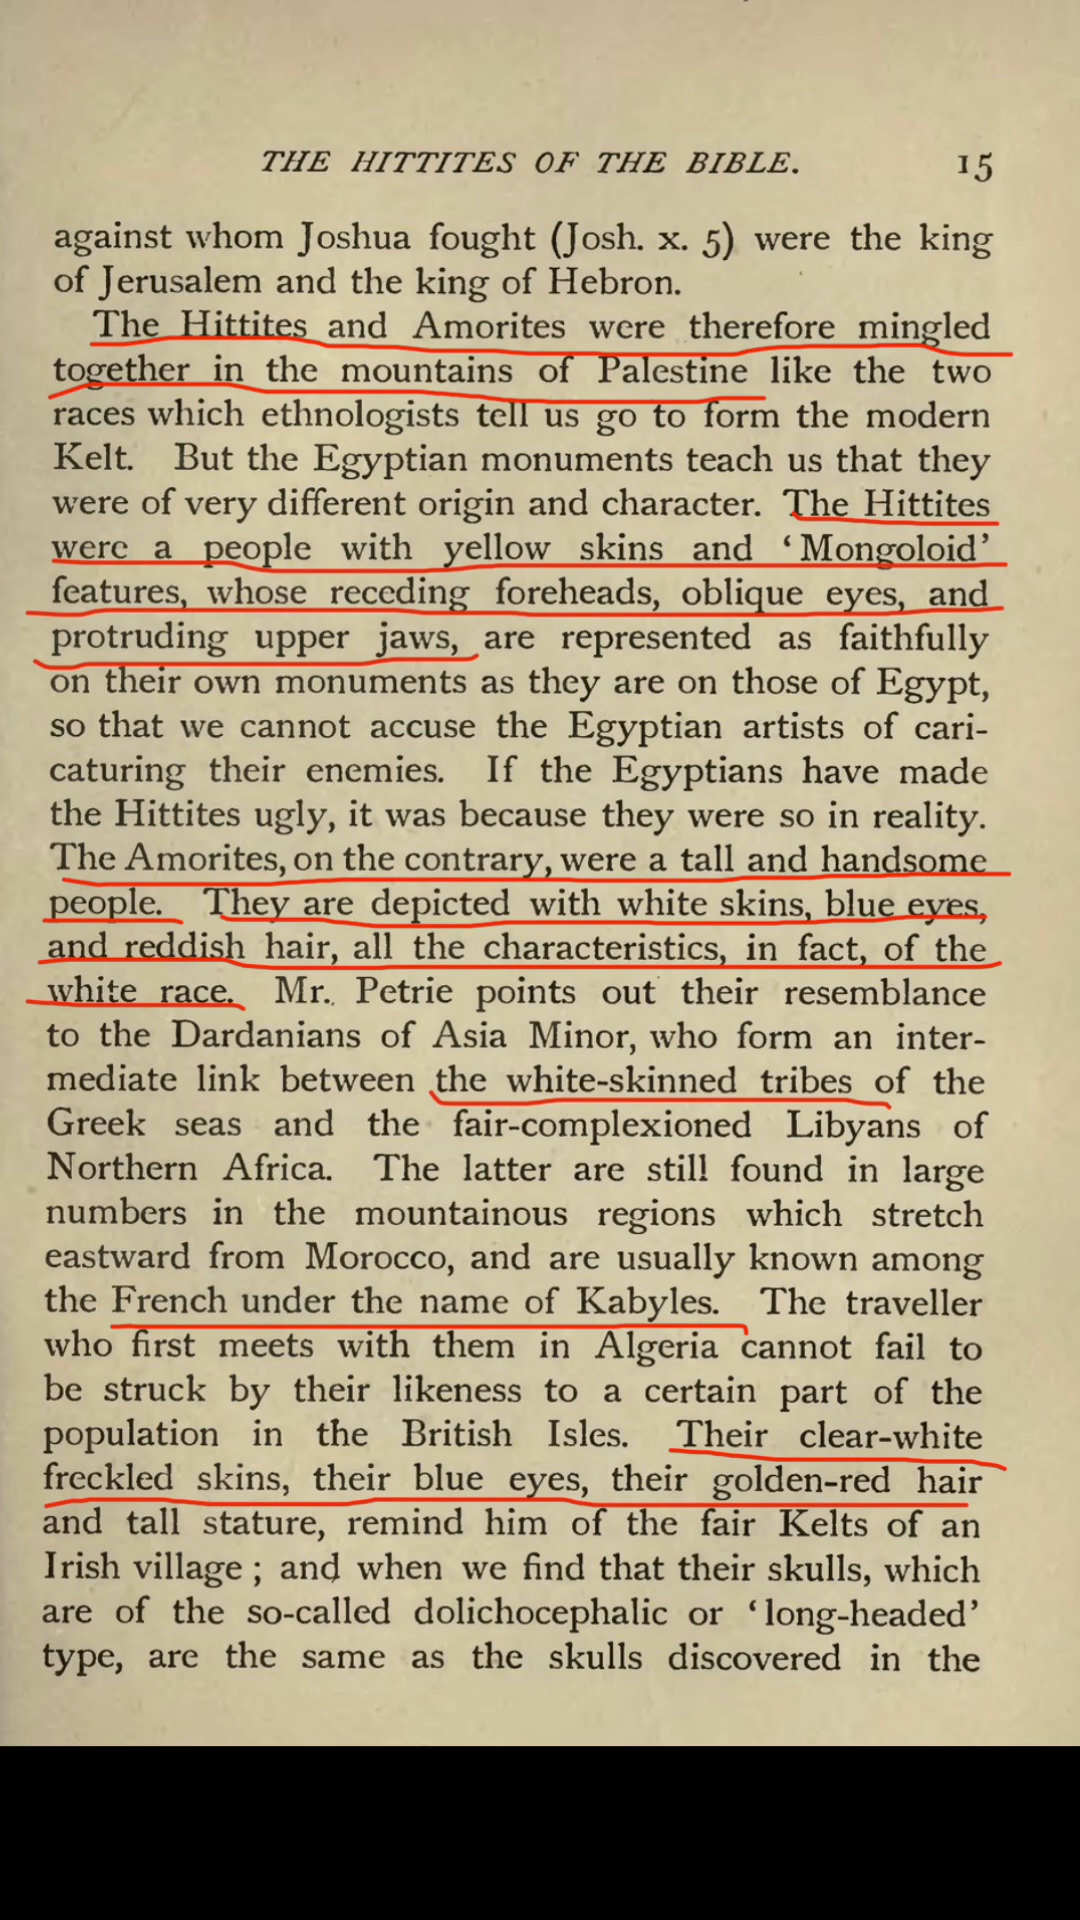 THE HITTITES OF THE BIBLE. 15
against whom Joshua fought (Josh. x. 5) were the king
of Jerusalem and the king of Hebron.
The Hittites and Amorites were therefore mingled
together in the mountains of Palestine like the two
races which ethnologists tell us go to form the modern
Kelt. But the Egyptian monuments teach us that they
were of very different origin and character. The Hittites
were a people with yellow skins and ‘Mongoloid’
features, whose receding foreheads, oblique eyes, and
protruding upper jaws, are represented as faithfully
on their own monuments as they are on those of Egypt,
so that we cannot accuse the Egyptian artists of cari-
caturing their enemies. If the Egyptians have made
the Hittites ugly, it was because they were so in reality.
The Amorites, on the contrary, were a tall and handsome
people. They are depicted with white skins, blue eyes,
and reddish hair, all the characteristics, in fact, of the
white race. Mr. Petrie points out their resemblance
to the Dardanians of Asia Minor, who form an inter-
mediate link between the white-skinned tribes of the
Greek seas and the fair-complexioned Libyans of
Northern Africa. The latter are still found in large
numbers in the mountainous regions which stretch
eastward from Morocco, and are usually known among
the French under the name of Kabyles. The traveller
who first meets with them in Algeria cannot fail to
be struck by their likeness to a certain part of the
population in the British Isles. Their clear-white
freckled skins, their blue eyes, their golden-red hair
and tall stature, remind him of the fair Kelts of an
Irish village ; and when we find that their skulls, which
are of the so-called dolichocephalic or ‘long-headed’
type, are the same as the skulls discovered in the